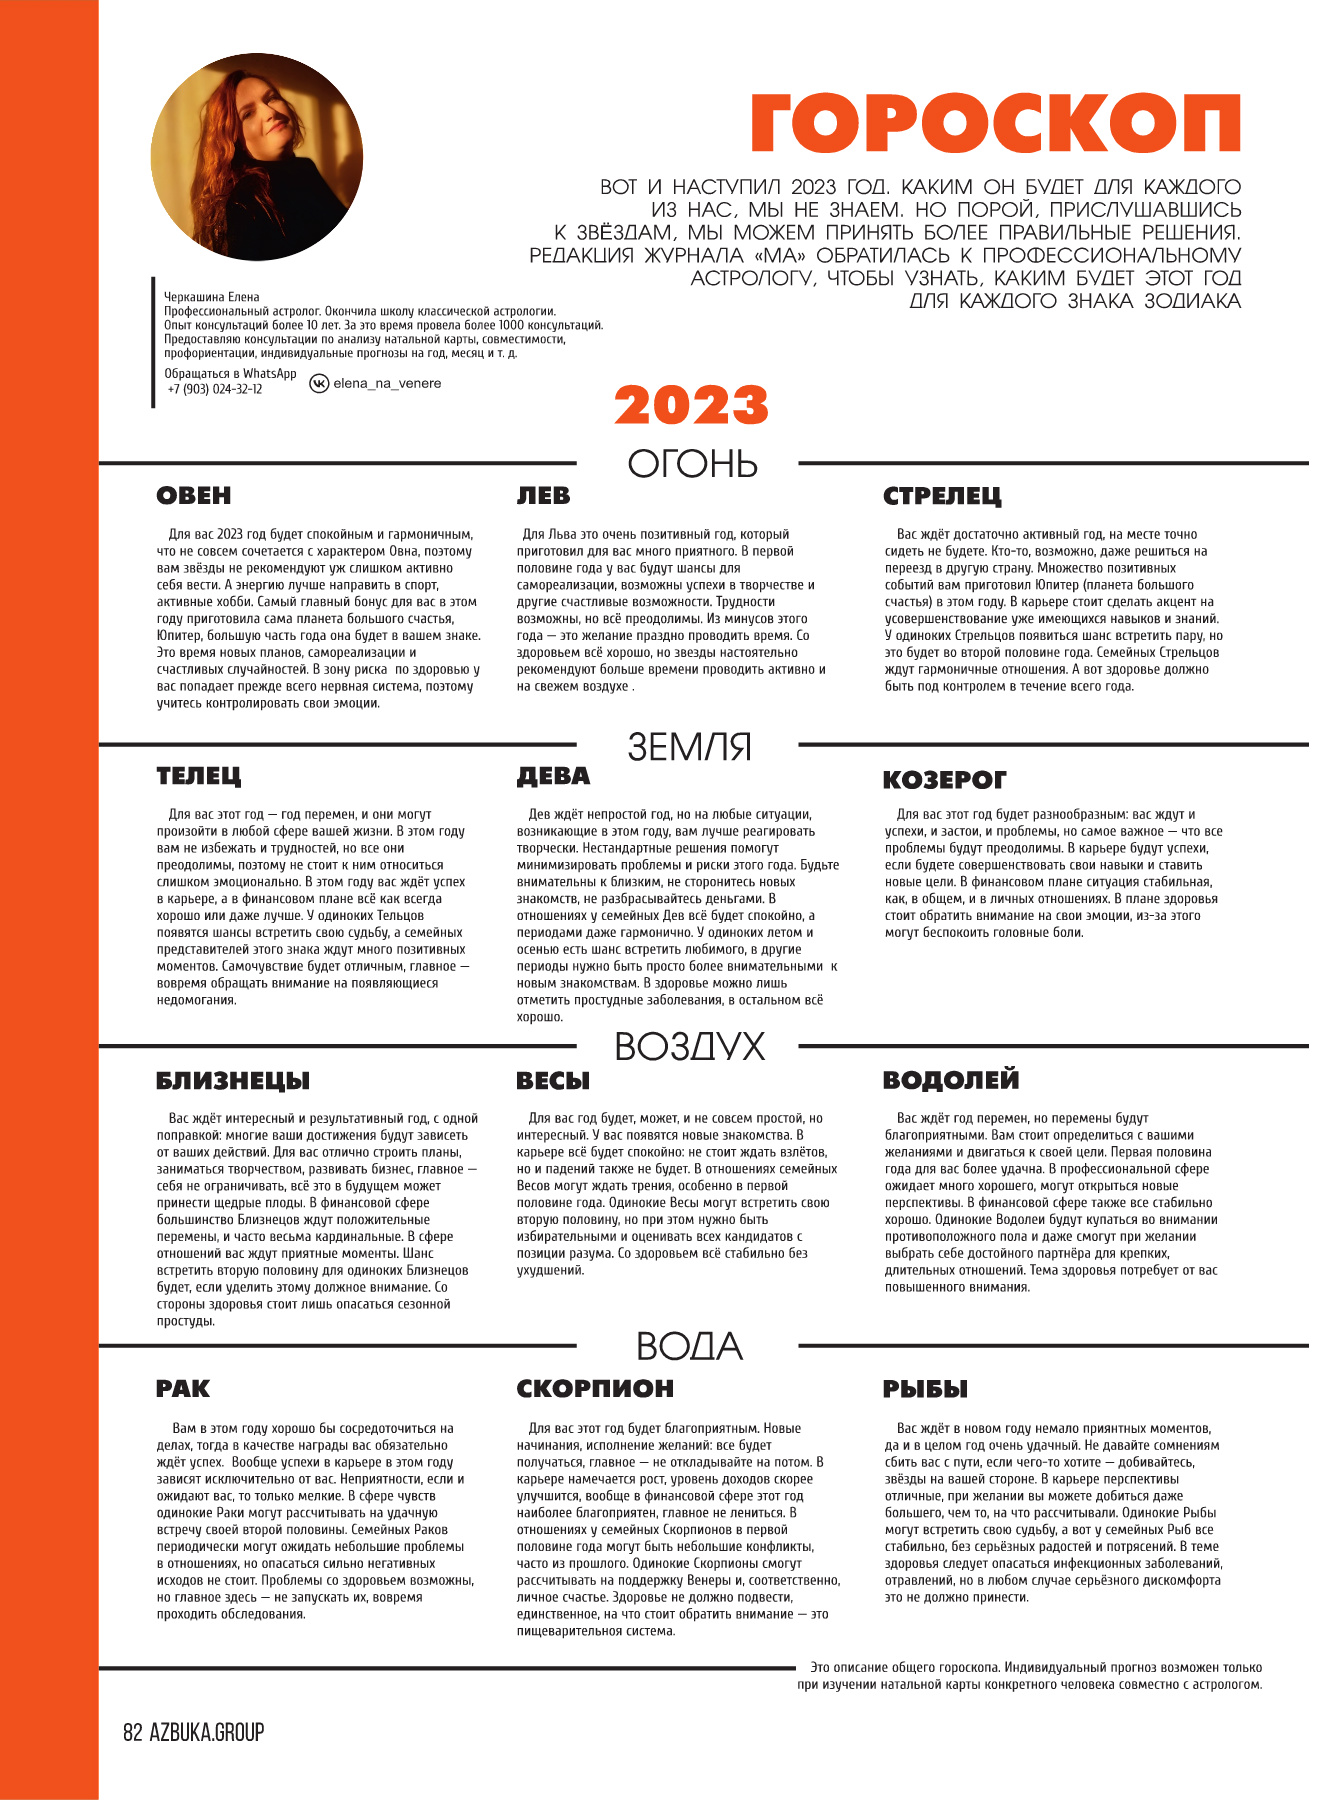 ГОРОСКОП
ВОТ И НАСТУПИЛ 2023 ГОД. КАКИМ ОН БУДЕТ ДЛЯ КАЖДОГО
ИЗ НАС, МЫ НЕ ЗНАЕМ. НО ПОРОЙ, ПРИСЛУШАВШИСЬ
К ЗВЁЗДАМ, МЫ МОЖЕМ ПРИНЯТЬ БОЛЕЕ ПРАВИЛЬНЫЕ РЕШЕНИЯ.
РЕДАКЦИЯ ЖУРНАЛА «МА» ОБРАТИЛАСЬ К ПРОФЕССИОНАЛЬНОМУ
АСТРОЛОГУ, ЧТОБЫ УЗНАТЬ, КАКИМ БУДЕТ ЭТОТ ГОД
ДЛЯ КАЖДОГО ЗНАКА ЗОДИАКА
Черкашина Елена
Профессиональный астролог. Окончила школу классической астрологии.
Опыт консультаций более 10 лет. За это время провела более 1000 консультаций.
Предоставляю консультации по анализу натальной карты, совместимости,
профориентации, индивидуальные прогнозы на год, месяц и т. д.
Обращаться в WhatsApp
+7 (903) 024-32-12
elena_na_venere
2023
ОГОНЬ
ОВЕН
Для вас 2023 год будет спокойным и гармоничным,
что не совсем сочетается с характером Овна, поэтому
вам звёзды не рекомендуют уж слишком активно
себя вести. А энергию лучше направить в спорт,
активные хобби. Самый главный бонус для вас в этом
году приготовила сама планета большого счастья,
Юпитер, большую часть года она будет в вашем знаке.
Это время новых планов, самореализации и
счастливых случайностей. В зону риска  по здоровью у
вас попадает прежде всего нервная система, поэтому
учитесь контролировать свои эмоции.
ЛЕВ
Для Льва это очень позитивный год, который
приготовил для вас много приятного. В первой
половине года у вас будут шансы для
самореализации, возможны успехи в творчестве и
другие счастливые возможности. Трудности
возможны, но всё преодолимы. Из минусов этого
года — это желание праздно проводить время. Со
здоровьем всё хорошо, но звезды настоятельно
рекомендуют больше времени проводить активно и
на свежем воздухе .
СТРЕЛЕЦ
Вас ждёт достаточно активный год, на месте точно
сидеть не будете. Кто-то, возможно, даже решиться на
переезд в другую страну. Множество позитивных
событий вам приготовил Юпитер (планета большого
счастья) в этом году. В карьере стоит сделать акцент на
усовершенствование уже имеющихся навыков и знаний.
У одиноких Стрельцов появиться шанс встретить пару, но
это будет во второй половине года. Семейных Стрельцов
ждут гармоничные отношения. А вот здоровье должно
быть под контролем в течение всего года.
ЗЕМЛЯ
ТЕЛЕЦ
Для вас этот год — год перемен, и они могут
произойти в любой сфере вашей жизни. В этом году
вам не избежать и трудностей, но все они
преодолимы, поэтому не стоит к ним относиться
слишком эмоционально. В этом году вас ждёт успех
в карьере, а в финансовом плане всё как всегда
хорошо или даже лучше. У одиноких Тельцов
появятся шансы встретить свою судьбу, а семейных
представителей этого знака ждут много позитивных
моментов. Самочувствие будет отличным, главное —
вовремя обращать внимание на появляющиеся
недомогания.
ДЕВА
Дев ждёт непростой год, но на любые ситуации,
возникающие в этом году, вам лучше реагировать
творчески. Нестандартные решения помогут
минимизировать проблемы и риски этого года. Будьте
внимательны к близким, не сторонитесь новых
знакомств, не разбрасывайтесь деньгами. В
отношениях у семейных Дев всё будет спокойно, а
периодами даже гармонично. У одиноких летом и
осенью есть шанс встретить любимого, в другие
периоды нужно быть просто более внимательными  к
новым знакомствам. В здоровье можно лишь
отметить простудные заболевания, в остальном всё
хорошо.
КОЗЕРОГ
Для вас этот год будет разнообразным: вас ждут и
успехи, и застои, и проблемы, но самое важное — что все
проблемы будут преодолимы. В карьере будут успехи,
если будете совершенствовать свои навыки и ставить
новые цели. В финансовом плане ситуация стабильная,
как, в общем, и в личных отношениях. В плане здоровья
стоит обратить внимание на свои эмоции, из-за этого
могут беспокоить головные боли.
ВОЗДУХ
БЛИЗНЕЦЫ
Вас ждёт интересный и результативный год, с одной
поправкой: многие ваши достижения будут зависеть
от ваших действий. Для вас отлично строить планы,
заниматься творчеством, развивать бизнес, главное —
себя не ограничивать, всё это в будущем может
принести щедрые плоды. В финансовой сфере
большинство Близнецов ждут положительные
перемены, и часто весьма кардинальные. В сфере
отношений вас ждут приятные моменты. Шанс
встретить вторую половину для одиноких Близнецов
будет, если уделить этому должное внимание. Со
стороны здоровья стоит лишь опасаться сезонной
простуды.
ВЕСЫ
Для вас год будет, может, и не совсем простой, но
интересный. У вас появятся новые знакомства. В
карьере всё будет спокойно: не стоит ждать взлётов,
но и падений также не будет. В отношениях семейных
Весов могут ждать трения, особенно в первой
половине года. Одинокие Весы могут встретить свою
вторую половину, но при этом нужно быть
избирательными и оценивать всех кандидатов с
позиции разума. Со здоровьем всё стабильно без
ухудшений.
ВОДОЛЕЙ
Вас ждёт год перемен, но перемены будут
благоприятными. Вам стоит определиться с вашими
желаниями и двигаться к своей цели. Первая половина
года для вас более удачна. В профессиональной сфере
ожидает много хорошего, могут открыться новые
перспективы. В финансовой сфере также все стабильно
хорошо. Одинокие Водолеи будут купаться во внимании
противоположного пола и даже смогут при желании
выбрать себе достойного партнёра для крепких,
длительных отношений. Тема здоровья потребует от вас
повышенного внимания.
ВОДА
РАК
Вам в этом году хорошо бы сосредоточиться на
делах, тогда в качестве награды вас обязательно
ждёт успех.  Вообще успехи в карьере в этом году
зависят исключительно от вас. Неприятности, если и
ожидают вас, то только мелкие. В сфере чувств
одинокие Раки могут рассчитывать на удачную
встречу своей второй половины. Семейных Раков
периодически могут ожидать небольшие проблемы
в отношениях, но опасаться сильно негативных
исходов не стоит. Проблемы со здоровьем возможны,
но главное здесь — не запускать их, вовремя
проходить обследования.
СКОРПИОН
Для вас этот год будет благоприятным. Новые
начинания, исполнение желаний: все будет
получаться, главное — не откладывайте на потом. В
карьере намечается рост, уровень доходов скорее
улучшится, вообще в финансовой сфере этот год
наиболее благоприятен, главное не лениться. В
отношениях у семейных Скорпионов в первой
половине года могут быть небольшие конфликты,
часто из прошлого. Одинокие Скорпионы смогут
рассчитывать на поддержку Венеры и, соответственно,
личное счастье. Здоровье не должно подвести,
единственное, на что стоит обратить внимание — это
пищеварительноя система.
РЫБЫ
Вас ждёт в новом году немало приянтных моментов,
да и в целом год очень удачный. Не давайте сомнениям
сбить вас с пути, если чего-то хотите — добивайтесь,
звёзды на вашей стороне. В карьере перспективы
отличные, при желании вы можете добиться даже
большего, чем то, на что рассчитывали. Одинокие Рыбы
могут встретить свою судьбу, а вот у семейных Рыб все
стабильно, без серьёзных радостей и потрясений. В теме
здоровья следует опасаться инфекционных заболеваний,
отравлений, но в любом случае серьёзного дискомфорта
это не должно принести.
Это описание общего гороскопа. Индивидуальный прогноз возможен только
при изучении натальной карты конкретного человека совместно с астрологом.
82 AZBUKA.GROUP